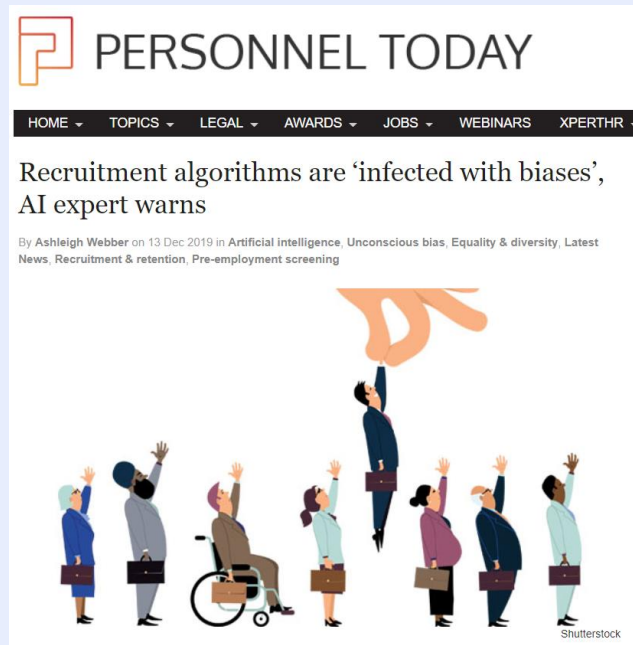 PERSONNEL TODAY
HOME TOPICS LEGAL AWARDS JOBS WEBINARS XPERTHR
Recruitment algorithms are ‘infected with biases’,
AI expert warns
By Ashleigh Webber on 13 Dec 2019 in Artificial intelligence, Unconscious bias, Equality & diversity, Latest
News, Recruitment & retention, Pre-employment screening
Shutterstock